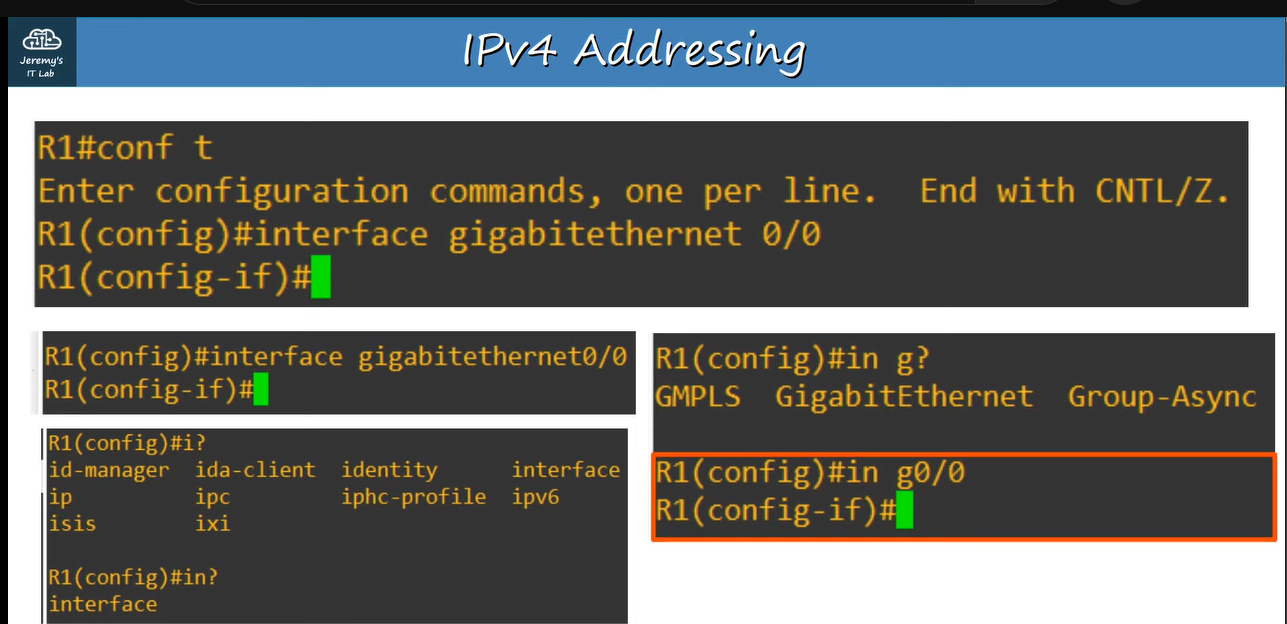 Jeremy's
IT Lab
IPv4 Addressing
R1#conf t
Enter configuration commands, one per line.  End with CNTL/Z.
R1(config)#interface gigabitethernet 0/0
R1(config-if)#
R1(config)#interface gigabitethernet0/0
R1(config-if)#
R1(config)#i?
id-manager  ida-client  identity      interface
ip          ipc         iphc-profile  ipv6
isis        ixi
R1(config)#in?
interface
R1(config)#in g?
GMPLS  GigabitEthernet  Group-Async
R1(config)#in g0/0
R1(config-if)#